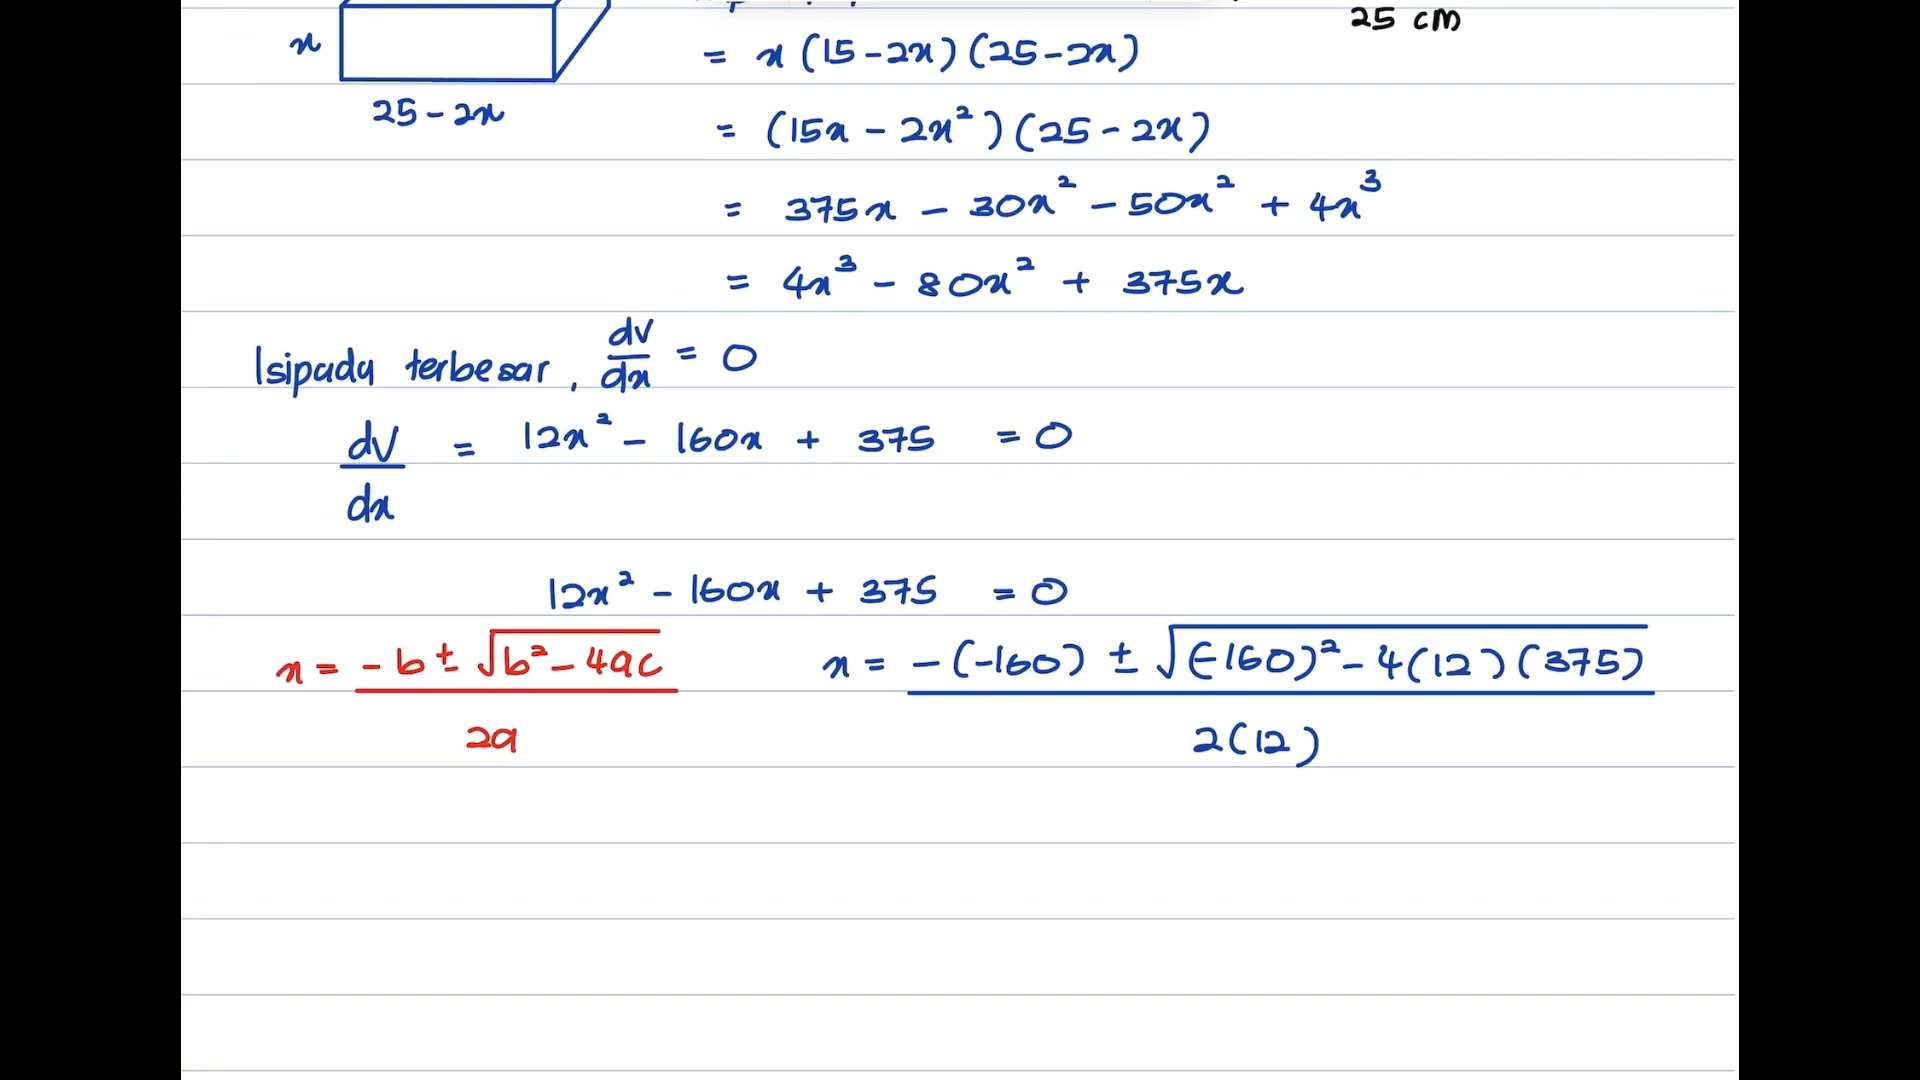 25 cm
x
= x (15 - 2x) (25 - 2x)
25 - 2x
= (15x - 2x²) (25 - 2x)
= 375x - 30x² - 50x² + 4x³
= 4x³ - 80x² + 375x
Isipadu terbesar, dV/dx = 0
dV/dx = 12x² - 160x + 375 = 0
12x² - 160x + 375 = 0
x = -b ± √(b² - 4ac) / 2a
x = -(-160) ± √((-160)² - 4(12)(375)) / 2(12)